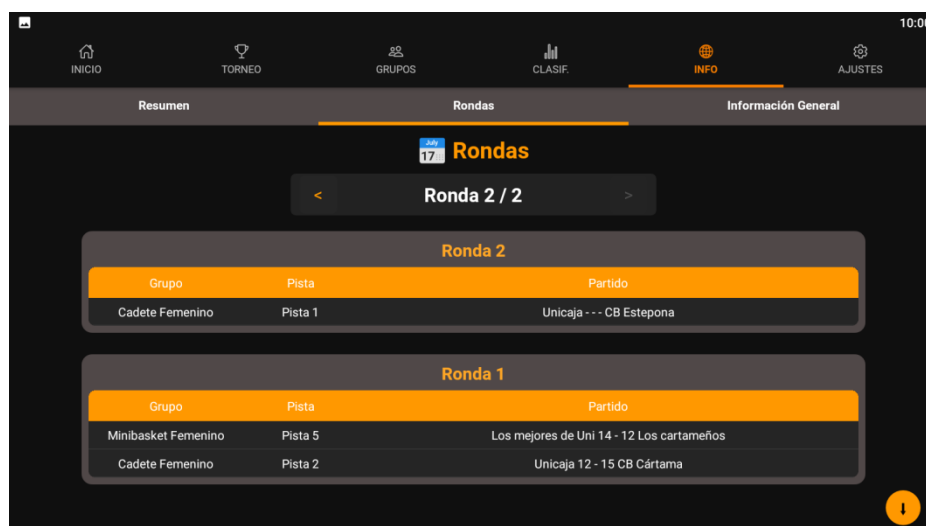 10:00
INICIO TORNEO GRUPOS CLASIF. INFO AJUSTES
Resumen Rondas Información General
July 17 Rondas
< Ronda 2 / 2 >
Ronda 2
Grupo Pista Partido
Cadete Femenino Pista 1 Unicaja - - - CB Estepona
Ronda 1
Grupo Pista Partido
Minibasket Femenino Pista 5 Los mejores de Uni 14 - 12 Los cartameños
Cadete Femenino Pista 2 Unicaja 12 - 15 CB Cártama